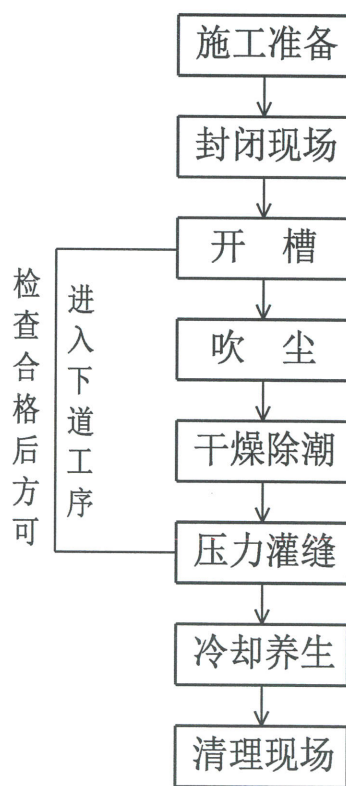 施工准备
封闭现场
开 槽
吹 尘
干燥除潮
压力灌缝
冷却养生
清理现场
检查合格后方可
进入下道工序